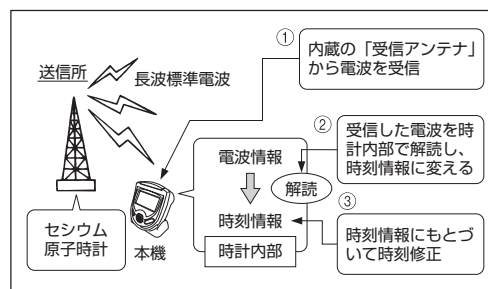 送信所
長波標準電波
セシウム
原子時計
本機
①
内蔵の「受信アンテナ」
から電波を受信
電波情報
解読
時刻情報
時計内部
②
受信した電波を時
計内部で解読し、
時刻情報に変える
③
時刻情報にもとづ
いて時刻修正